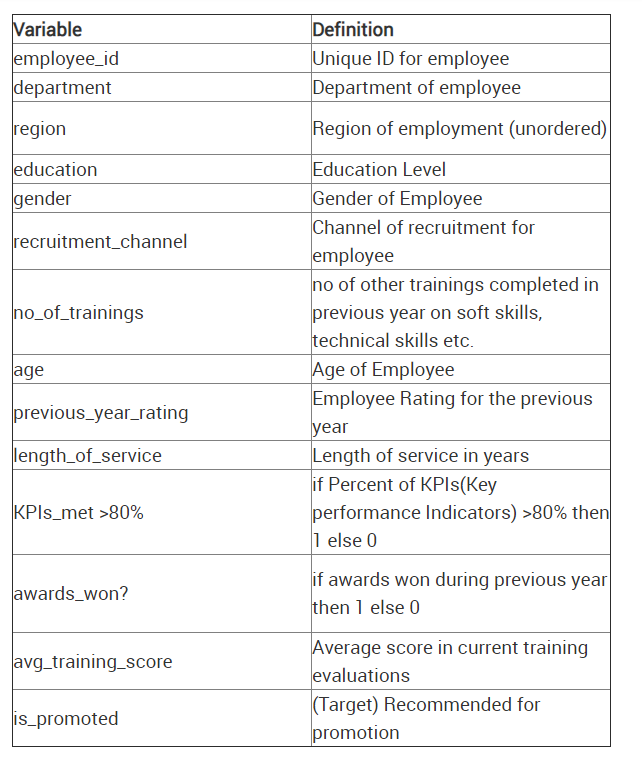 Variable Definition
employee_id Unique ID for employee
department Department of employee
region Region of employment (unordered)
education Education Level
gender Gender of Employee
recruitment_channel Channel of recruitment for
employee
no_of_trainings no of other trainings completed in
previous year on soft skills,
technical skills etc.
age Age of Employee
previous_year_rating Employee Rating for the previous
year
length_of_service Length of service in years
KPIs_met >80% if Percent of KPIs(Key
performance Indicators) >80% then
1 else 0
awards_won? if awards won during previous year
then 1 else 0
avg_training_score Average score in current training
evaluations
is_promoted (Target) Recommended for
promotion